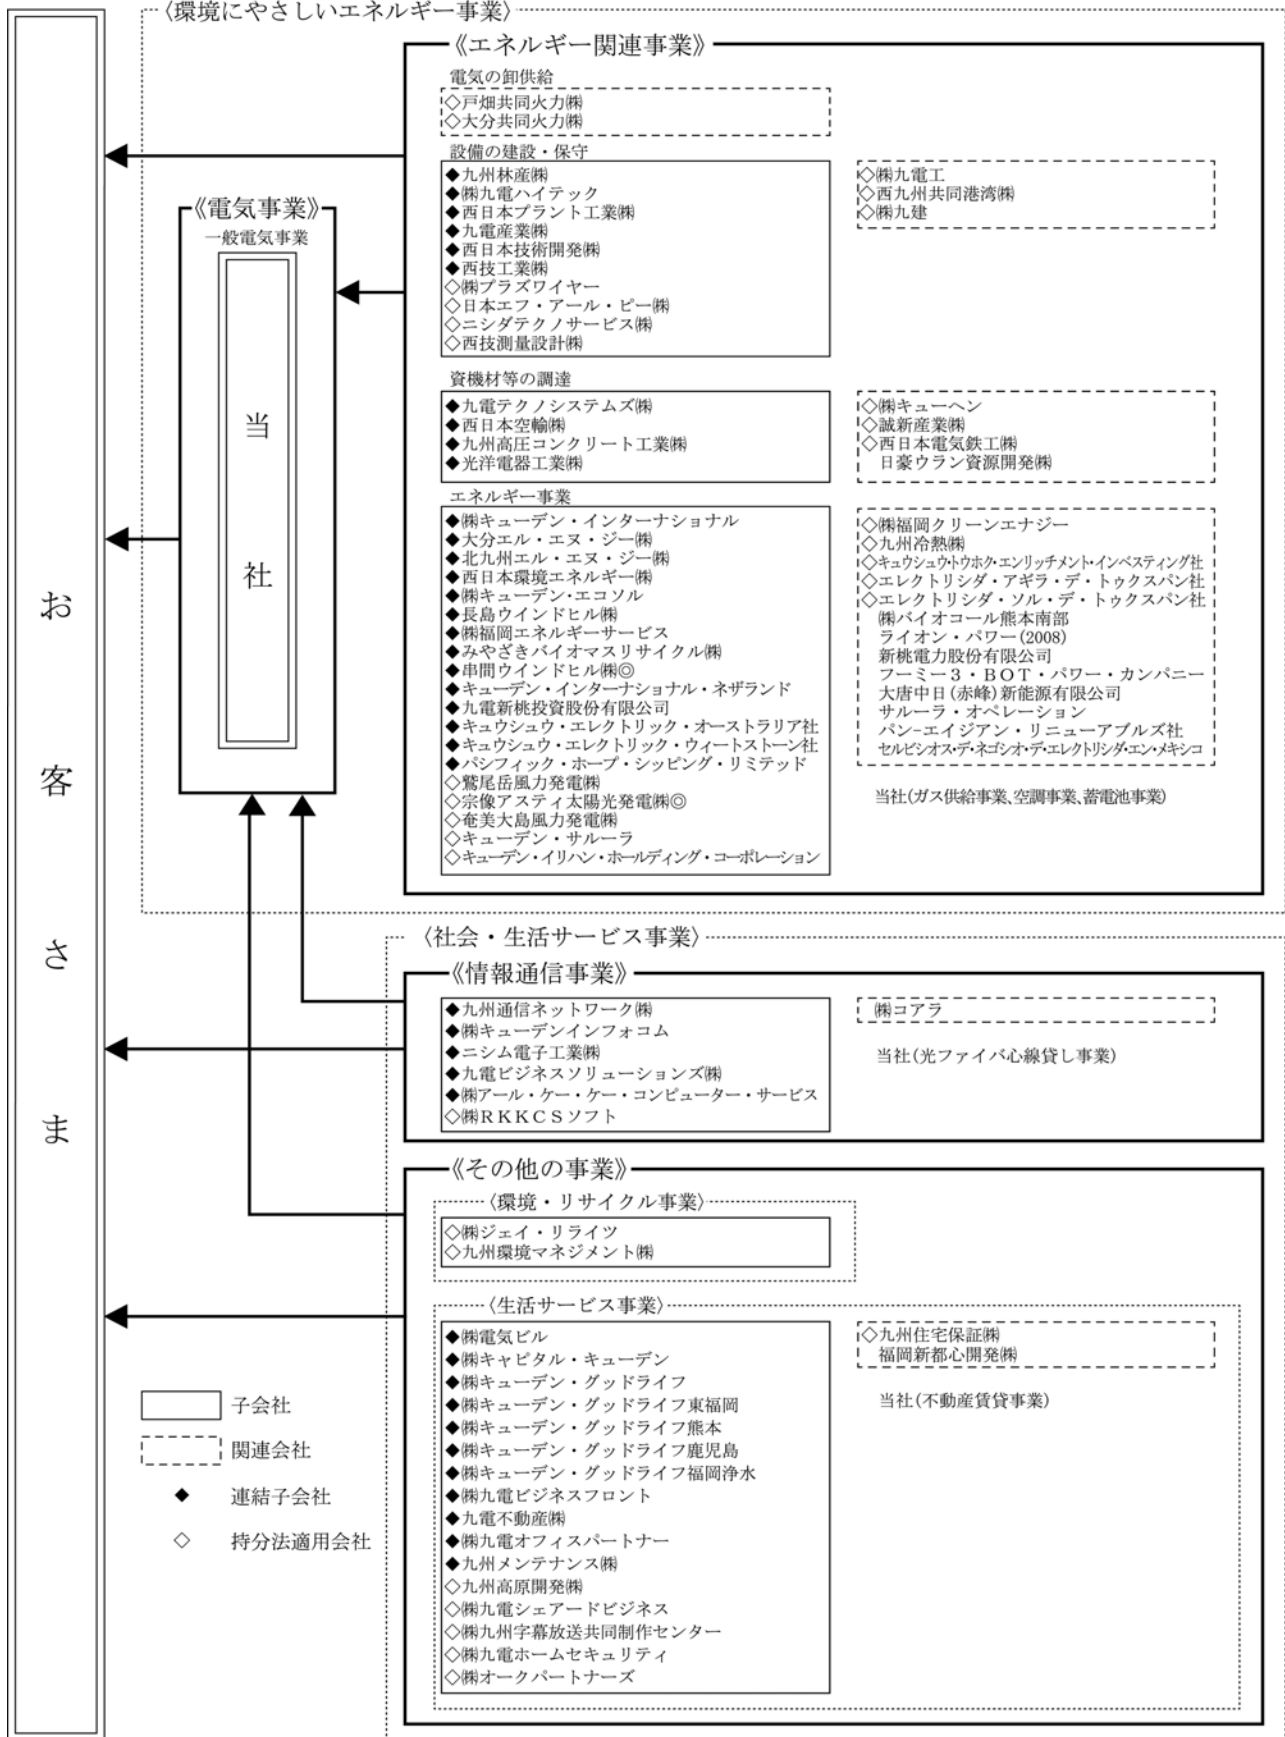 〈環境にやさしいエネルギー事業〉
《エネルギー関連事業》
電気の卸供給
◇戸畑共同火力㈱
◇大分共同火力㈱
設備の建設・保守
◆九州林産㈱
◆㈱九電ハイテック
◆西日本プラント工業㈱
◆九電産業㈱
◆西日本技術開発㈱
◆西技工業㈱
◇㈱プラズワイヤー
◇日本エフ・アール・ピー㈱
◇ニシダテクノサービス㈱
◇西技測量設計㈱
◇㈱九電工
◇西九州共同港湾㈱
◇㈱九建
資機材等の調達
◆九電テクノシステムズ㈱
◆西日本空輸㈱
◆九州高圧コンクリート工業㈱
◆光洋電器工業㈱
◇㈱キューヘン
◇誠新産業㈱
◇西日本電気鉄工㈱
日豪ウラン資源開発㈱
エネルギー事業
◆㈱キューデン・インターナショナル
◆大分エル・エヌ・ジー㈱
◆北九州エル・エヌ・ジー㈱
◆西日本環境エネルギー㈱
◆㈱キューデン・エコソル
◆長島ウインドヒル㈱
◆㈱福岡エネルギーサービス
◆みやざきバイオマスリサイクル㈱
◆串間ウインドヒル㈱◎
◆キューデン・インターナショナル・ネザランド
◆九電新桃投資股份有限公司
◆キュウシュウ・エレクトリック・オーストラリア社
◆キュウシュウ・エレクトリック・ウィートストーン社
◆パシフィック・ホープ・シッピング・リミテッド
◇鷲尾岳風力発電㈱
◇宗像アスティ太陽光発電㈱◎
◇奄美大島風力発電㈱
◇キューデン・サルーラ
◇キューデン・イリハン・ホールディング・コーポレーション
◇㈱福岡クリーンエナジー
◇九州冷熱㈱
◇キュウシュウ・トウホク・エンリッチメント・インベスティング社
◇エレクトリシダ・アギラ・デ・トゥクスパン社
◇エレクトリシダ・ソル・デ・トゥクスパン社
㈱バイオコール熊本南部
ライオン・パワー(2008)
新桃電力股份有限公司
フーミー３・ＢＯＴ・パワー・カンパニー
大唐中日(赤峰)新能源有限公司
サルーラ・オペレーション
パン-エイジアン・リニューアブルズ社
セルビシオス・デ・ネゴシオ・デ・エレクトリシダ・エン・メキシコ
当社(ガス供給事業、空調事業、蓄電池事業)
《電気事業》
一般電気事業
当社
お客さま
〈社会・生活サービス事業〉
《情報通信事業》
◆九州通信ネットワーク㈱
◆㈱キューデンインフォコム
◆ニシム電子工業㈱
◆九電ビジネスソリューションズ㈱
◆㈱アール・ケー・ケー・コンピューター・サービス
◇㈱ＲＫＫＣＳソフト
㈱コアラ
当社(光ファイバ心線貸し事業)
《その他の事業》
〈環境・リサイクル事業〉
◇㈱ジェイ・リライツ
◇九州環境マネジメント㈱
〈生活サービス事業〉
◆㈱電気ビル
◆㈱キャピタル・キューデン
◆㈱キューデン・グッドライフ
◆㈱キューデン・グッドライフ東福岡
◆㈱キューデン・グッドライフ熊本
◆㈱キューデン・グッドライフ鹿児島
◆㈱キューデン・グッドライフ福岡浄水
◆㈱九電ビジネスフロント
◆九電不動産㈱
◆㈱九電オフィスパートナー
◆九州メンテナンス㈱
◇九州高原開発㈱
◇㈱九電シェアードビジネス
◇㈱九州字幕放送共同制作センター
◇㈱九電ホームセキュリティ
◇㈱オークパートナーズ
◇九州住宅保証㈱
福岡新都心開発㈱
当社(不動産賃貸事業)
子会社
関連会社
◆ 連結子会社
◇ 持分法適用会社